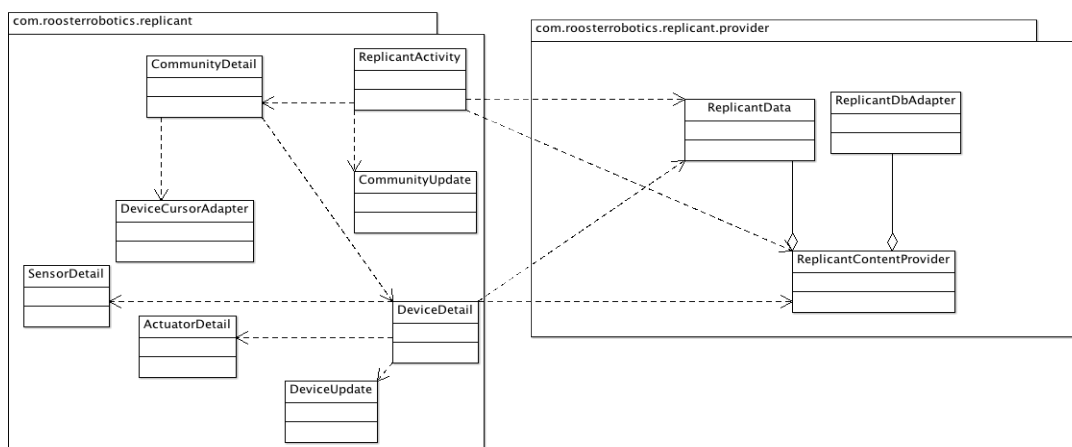 com.roosterrobotics.replicant
CommunityDetail
ReplicantActivity
CommunityUpdate
DeviceCursorAdapter
SensorDetail
DeviceDetail
ActuatorDetail
DeviceUpdate
com.roosterrobotics.replicant.provider
ReplicantData
ReplicantDbAdapter
ReplicantContentProvider